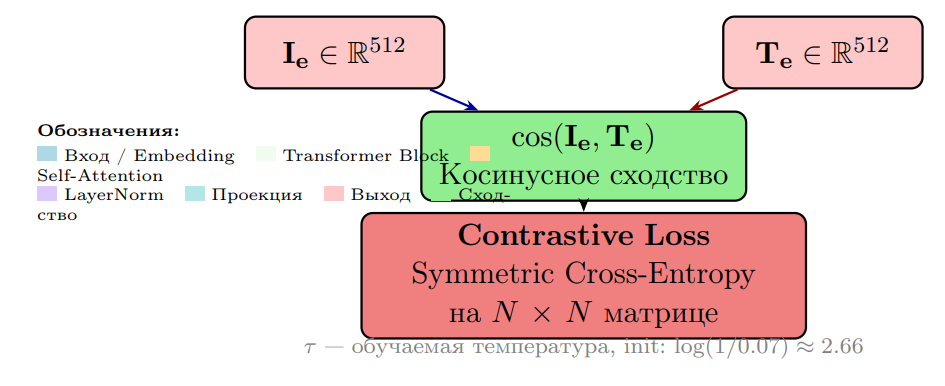 I_e ∈ ℝ^512
T_e ∈ ℝ^512
cos(I_e, T_e)
Косинусное сходство
Обозначения:
Вход / Embedding Transformer Block
Self-Attention
LayerNorm Проекция Выход Сход-
ство
Contrastive Loss
Symmetric Cross-Entropy
на N × N матрице
τ — обучаемая температура, init: log(1/0.07) ≈ 2.66